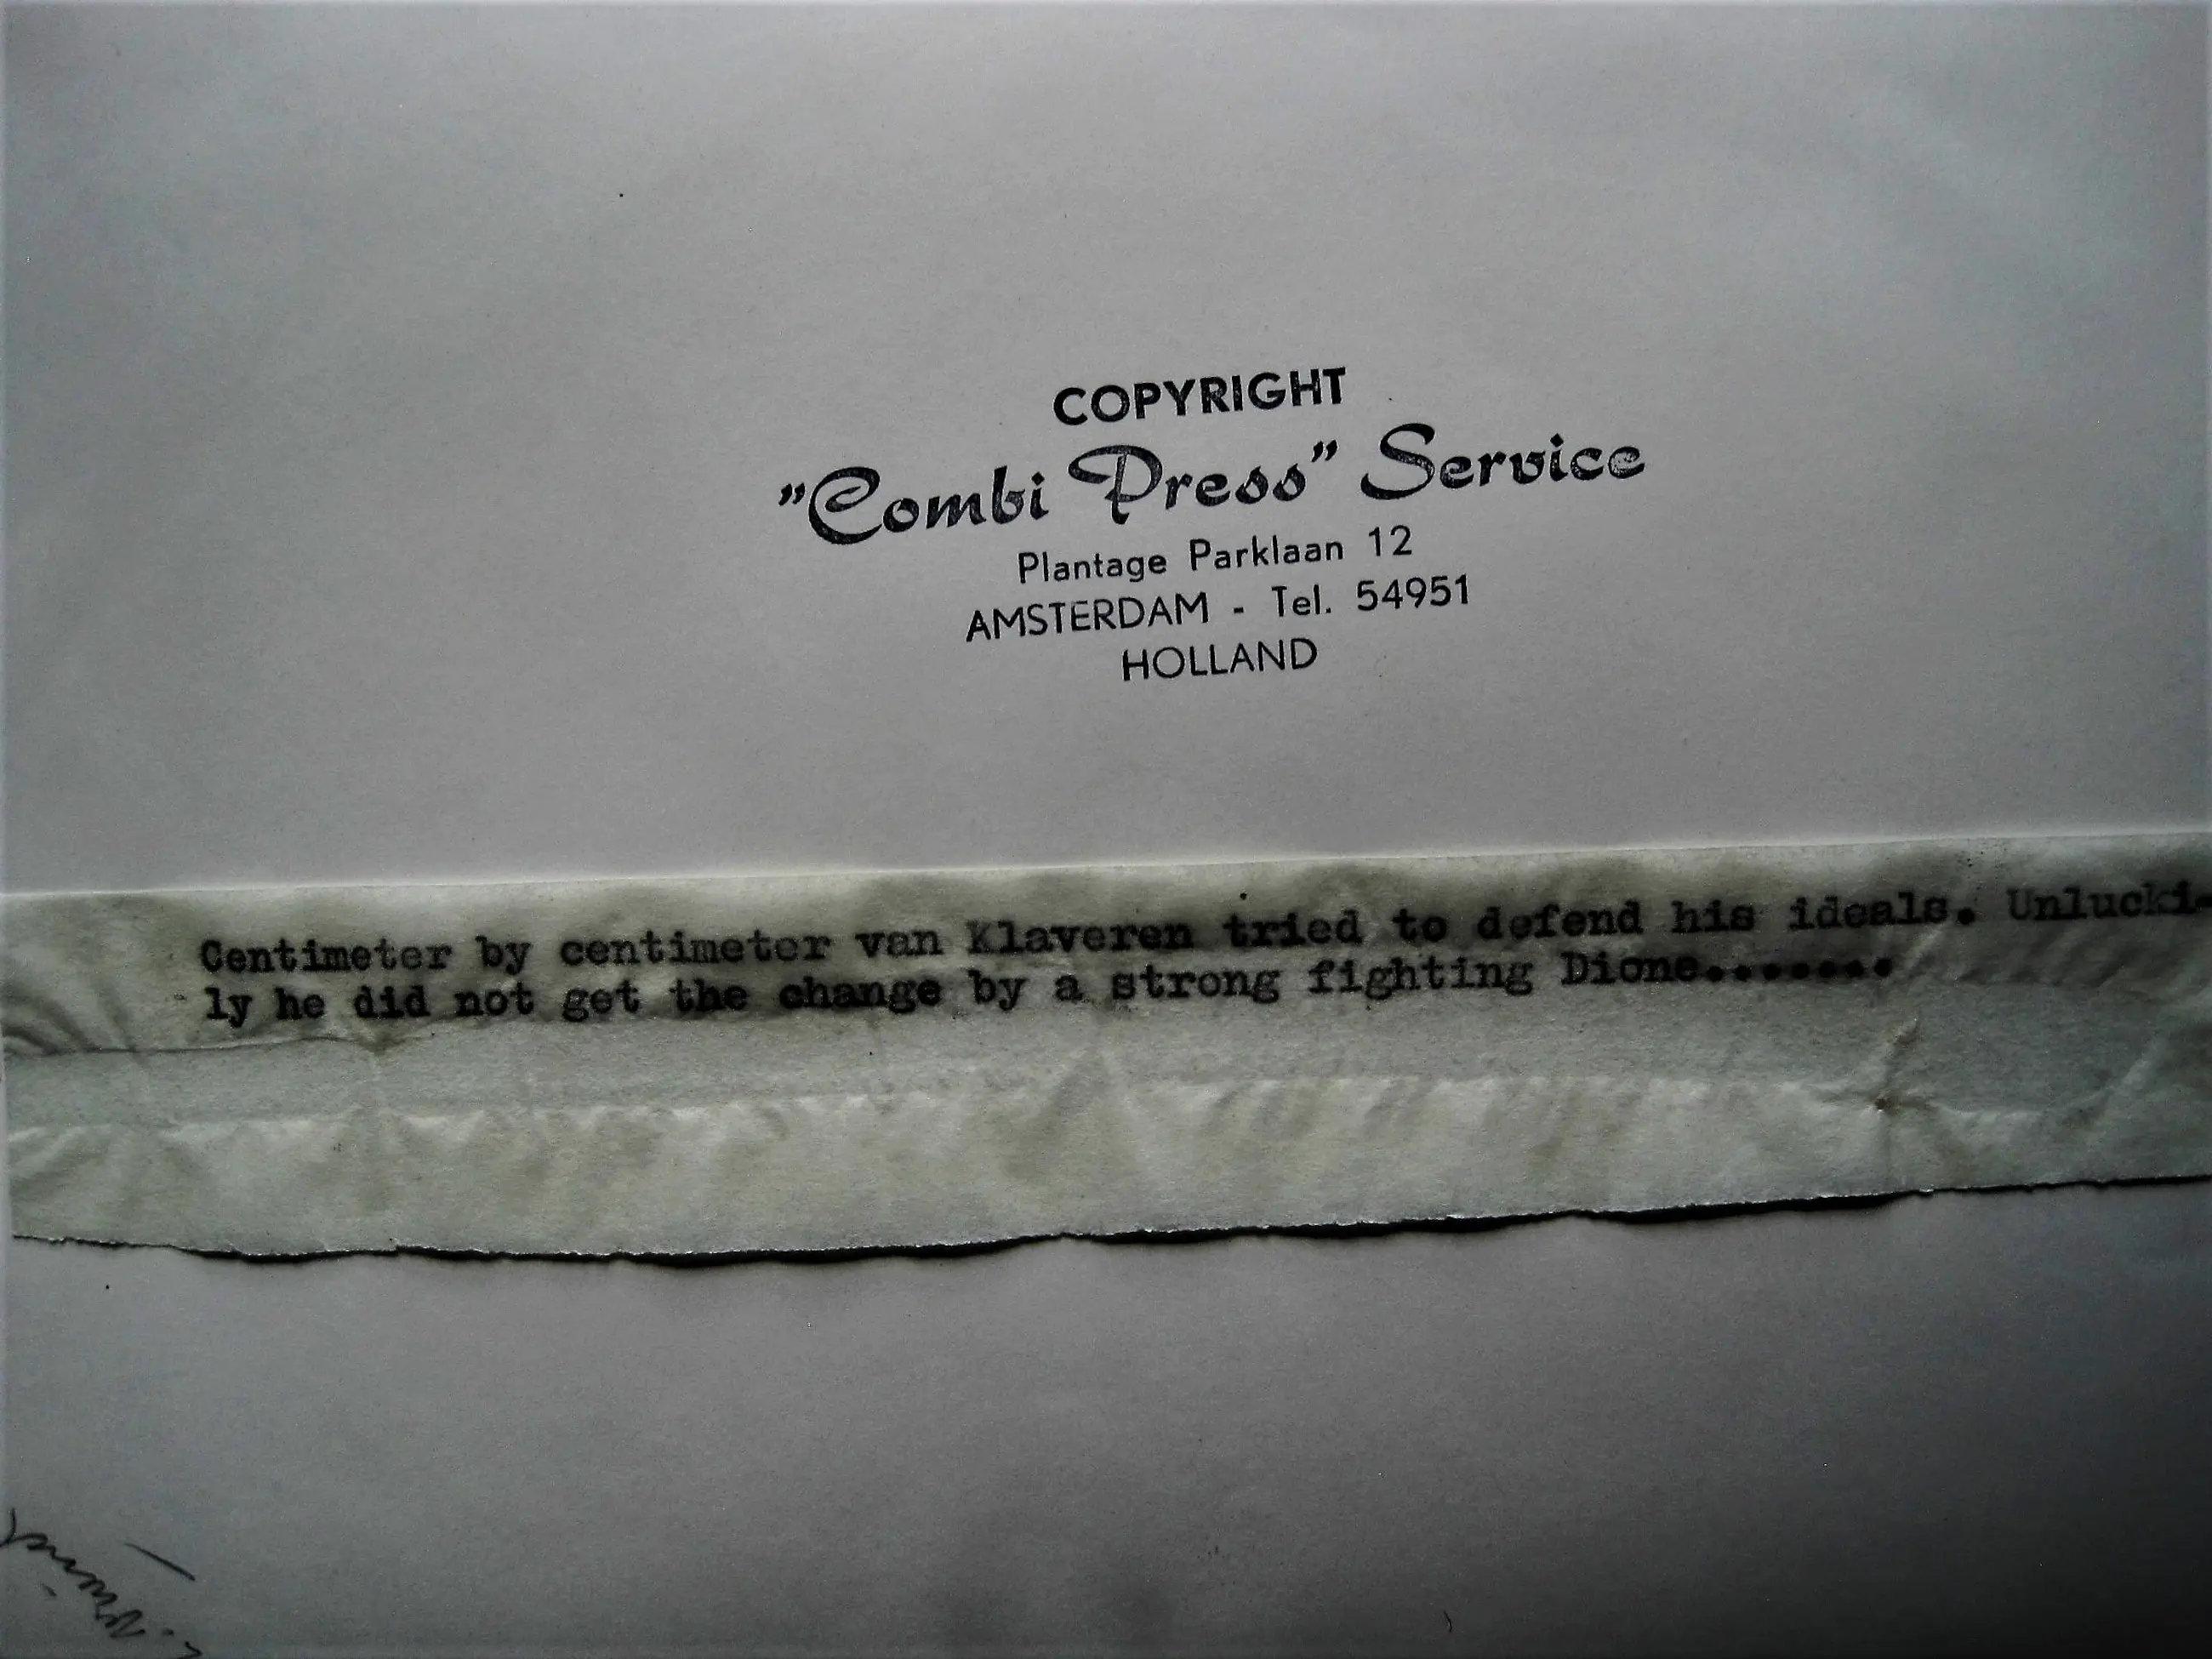 COPYRIGHT
"Combi Press" Service
Plantage Parklaan 12
AMSTERDAM - Tel. 54951
HOLLAND
Centimeter by centimeter van Klaveren tried to defend his ideals. Unlucki-
ly he did not get the change by a strong fighting Dione........